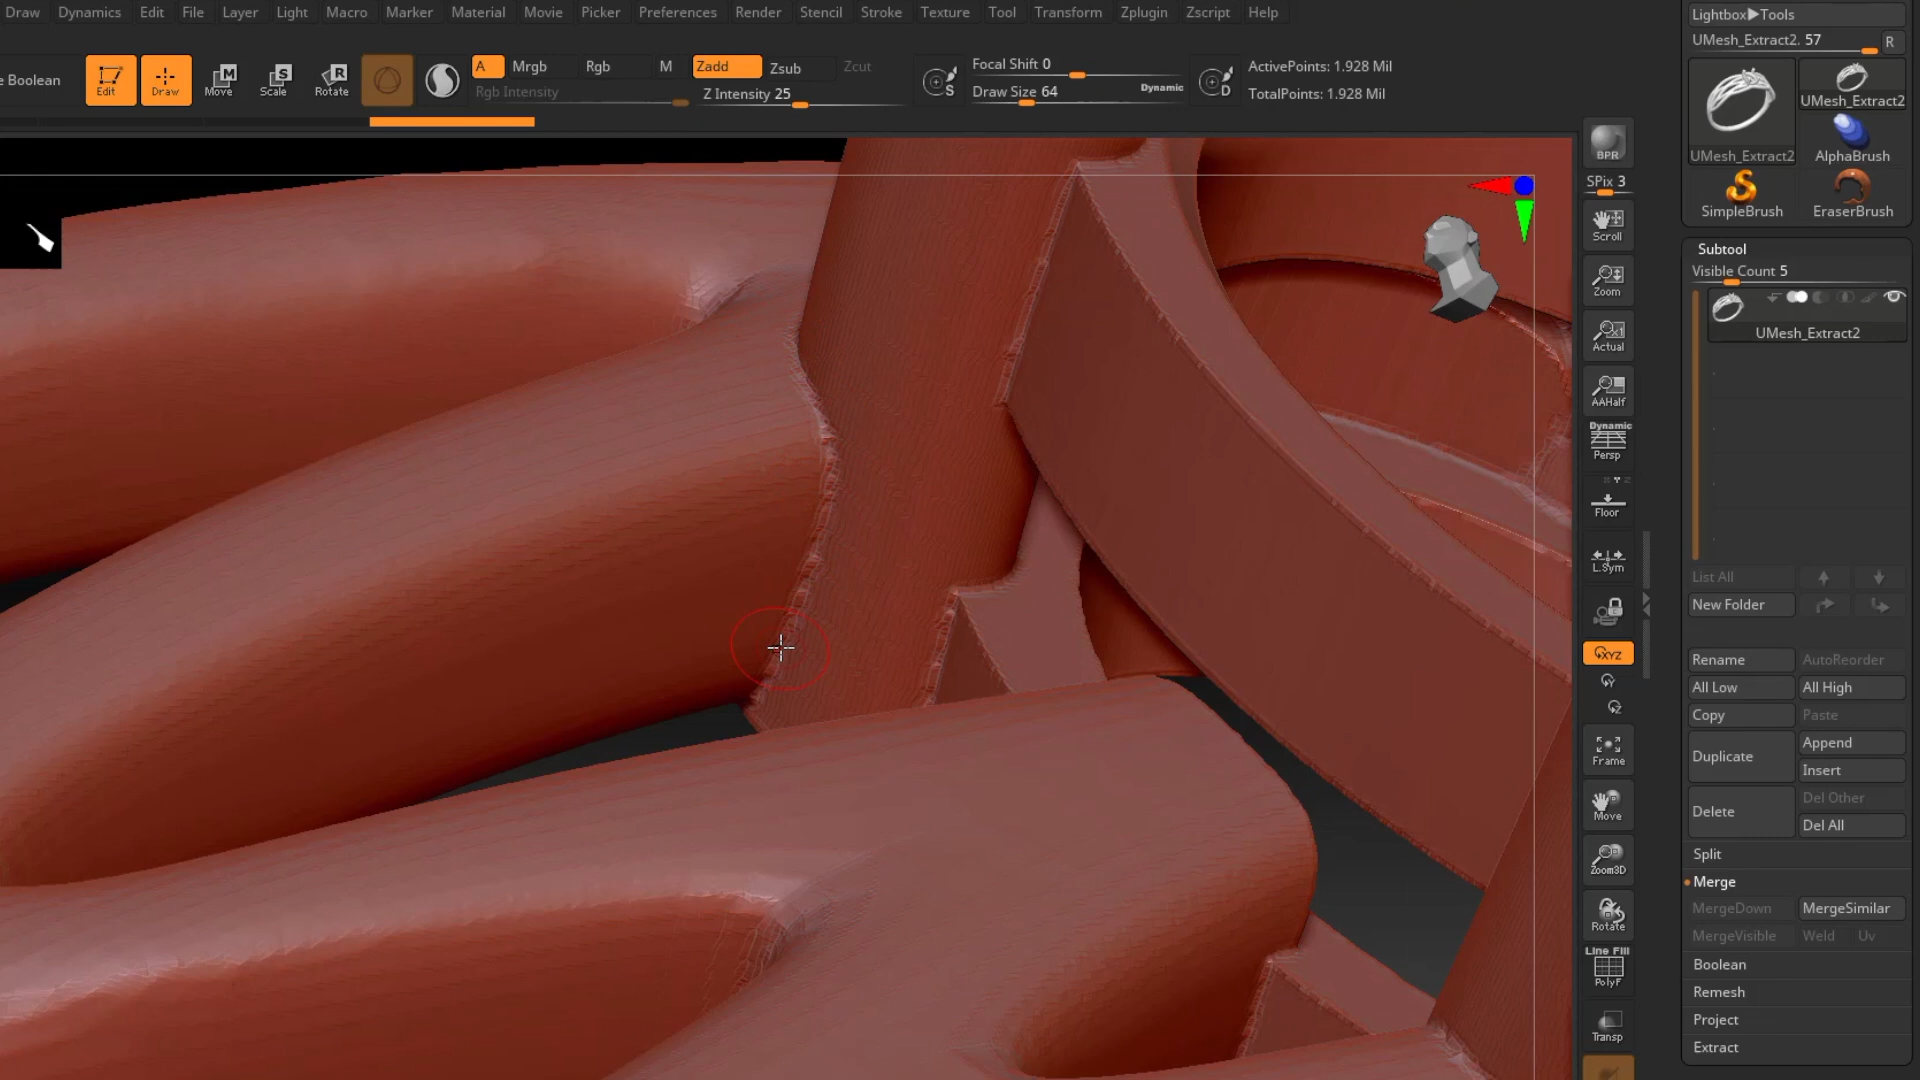 Draw Dynamics Edit File Layer Light Macro Marker Material Movie Picker Preferences Render Stencil Stroke Texture Tool Transform Zplugin Zscript Help
Lightbox▶Tools
UMesh_Extract2. 57 R
e Boolean
Edit
Draw
Move
Scale
Rotate
A Mrgb Rgb M
Rgb Intensity
Zadd Zsub Zcut
Z Intensity 25
S
Focal Shift 0
Draw Size 64 Dynamic
D
ActivePoints: 1.928 Mil
TotalPoints: 1.928 Mil
UMesh_Extract2
UMesh_Extract2
AlphaBrush
SimpleBrush
EraserBrush
BPR
SPix 3
Scroll
Zoom
Actual
AAHalf
Dynamic
Persp
Floor
L.Sym
XYZ
Y
Z
Frame
Move
Zoom3D
Rotate
Line Fill
PolyF
Transp
Subtool
Visible Count 5
UMesh_Extract2
List All
New Folder
Rename AutoReorder
All Low All High
Copy Paste
Duplicate Append
Insert
Delete Del Other
Del All
Split
Merge
MergeDown MergeSimilar
MergeVisible Weld Uv
Boolean
Remesh
Project
Extract